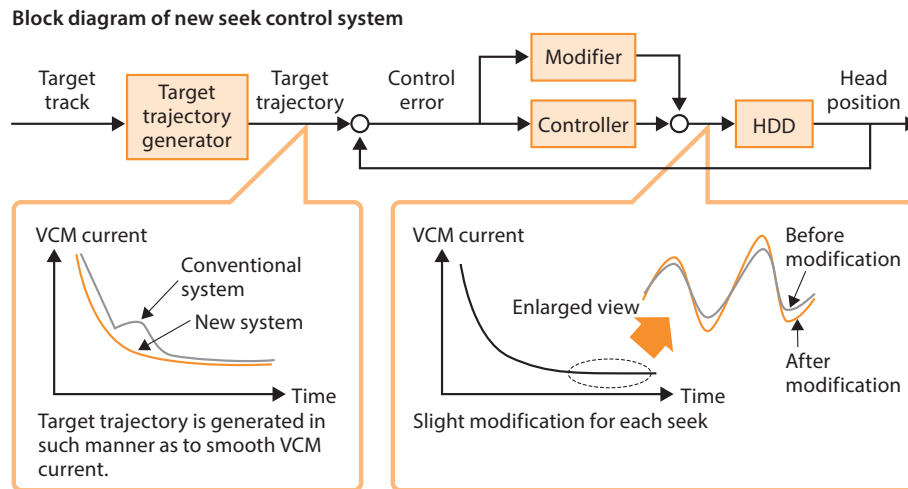 Block diagram of new seek control system
Target
track
Target
trajectory
generator
Target
trajectory
Control
error
Modifier
Controller
HDD
Head
position
VCM current
Conventional
system
New system
Time
Target trajectory is generated in
such manner as to smooth VCM
current.
VCM current
Enlarged view
Before
modification
After
modification
Time
Slight modification for each seek